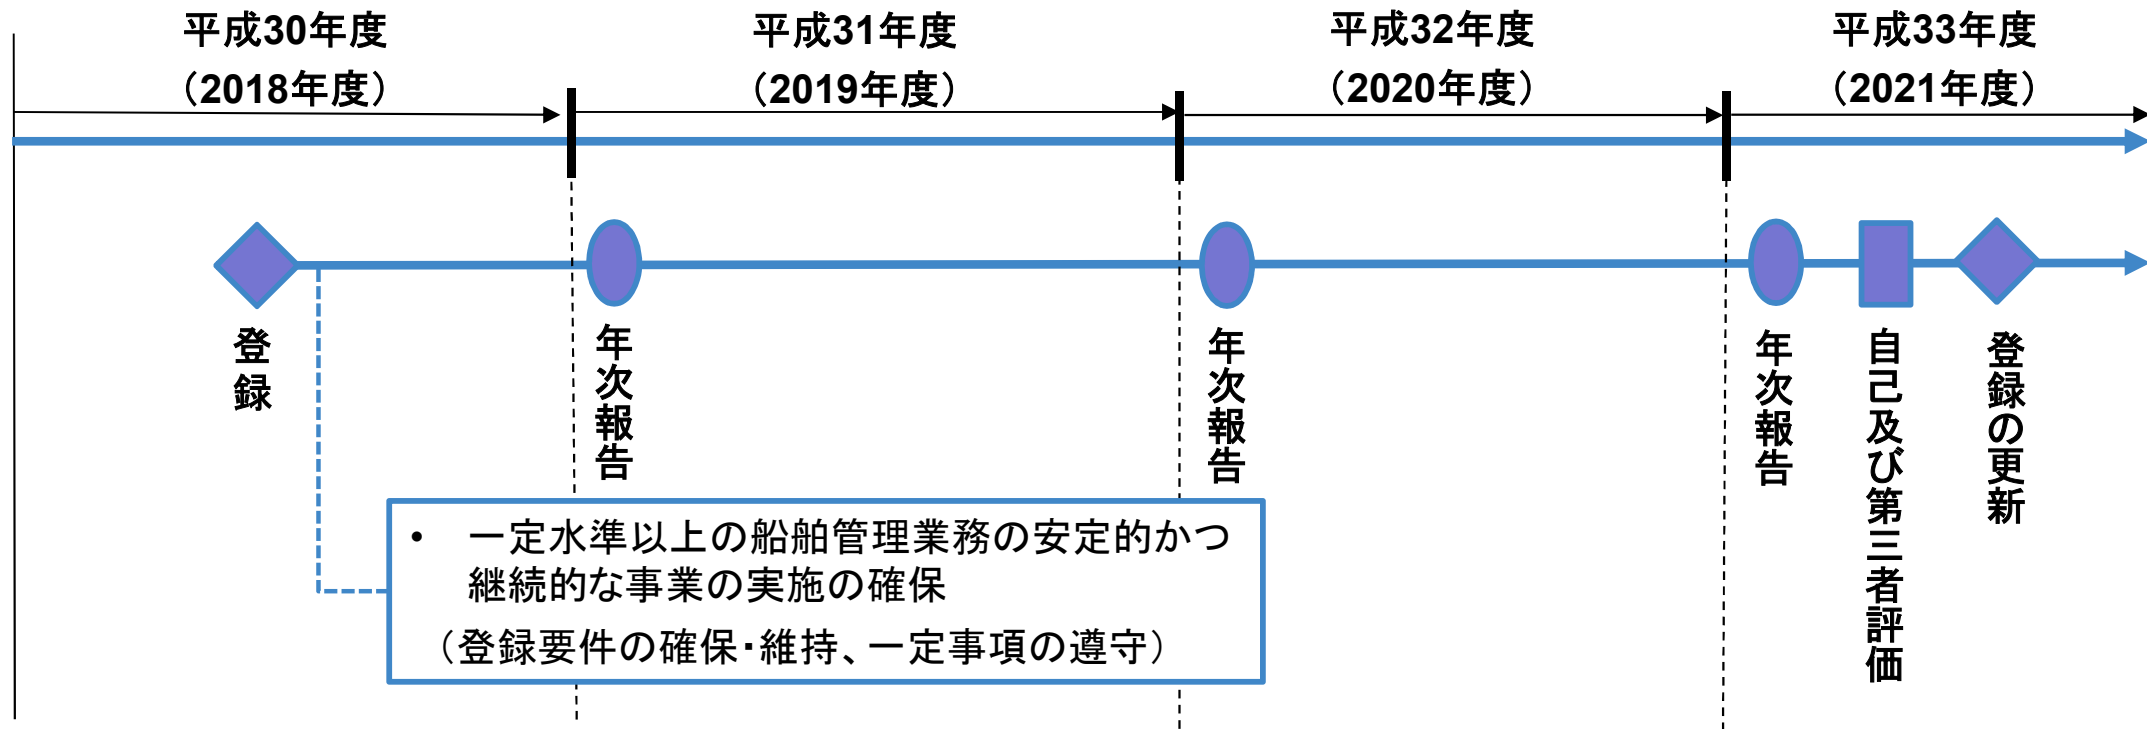 平成30年度
（2018年度）
平成31年度
（2019年度）
平成32年度
（2020年度）
平成33年度
（2021年度）
登録
年次報告
年次報告
年次報告
自己及び第三者評価
登録の更新
• 一定水準以上の船舶管理業務の安定的かつ
継続的な事業の実施の確保
（登録要件の確保・維持、一定事項の遵守）